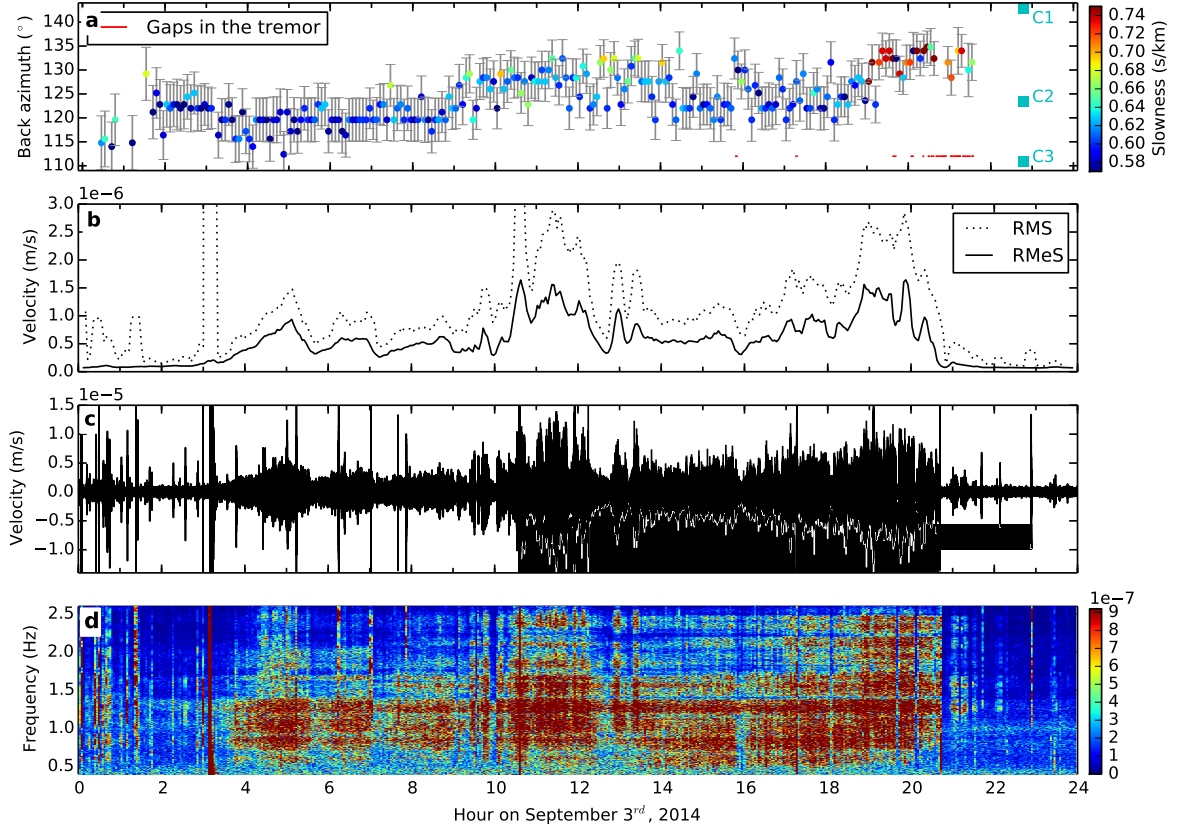 a
Gaps in the tremor
140
135
130
125
120
115
110
Back azimuth (°)
C1
C2
C3
0.74
0.72
0.70
0.68
0.66
0.64
0.62
0.60
0.58
Slowness (s/km)
1e−6
b
3.0
2.5
2.0
1.5
1.0
0.5
0.0
Velocity (m/s)
RMS
RMeS
1e−5
c
1.5
1.0
0.5
0.0
−0.5
−1.0
Velocity (m/s)
d
2.5
2.0
1.5
1.0
0.5
Frequency (Hz)
1e−7
9
8
7
6
5
4
3
2
1
0
0 2 4 6 8 10 12 14 16 18 20 22 24
Hour on September 3rd, 2014